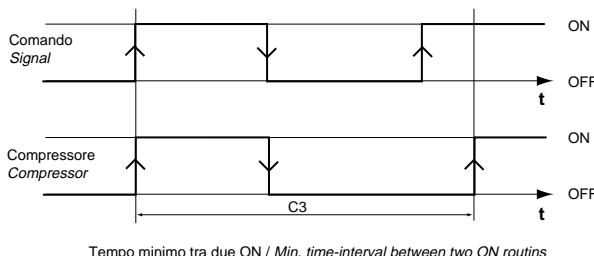 ON
Comando
Signal
OFF
t
ON
Compressore
Compressor
OFF
C3
t
Tempo minimo tra due ON / Min. time-interval between two ON routins